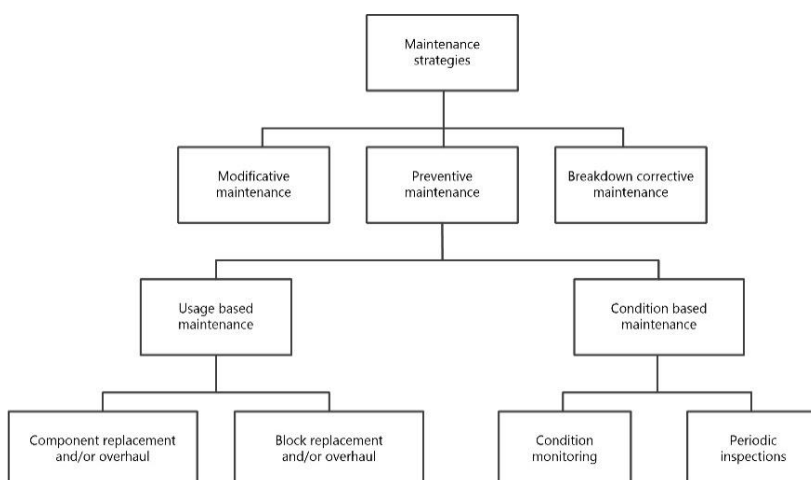 Maintenance
strategies
Modificative
maintenance
Preventive
maintenance
Breakdown corrective
maintenance
Usage based
maintenance
Condition based
maintenance
Component replacement
and/or overhaul
Block replacement
and/or overhaul
Condition
monitoring
Periodic
inspections